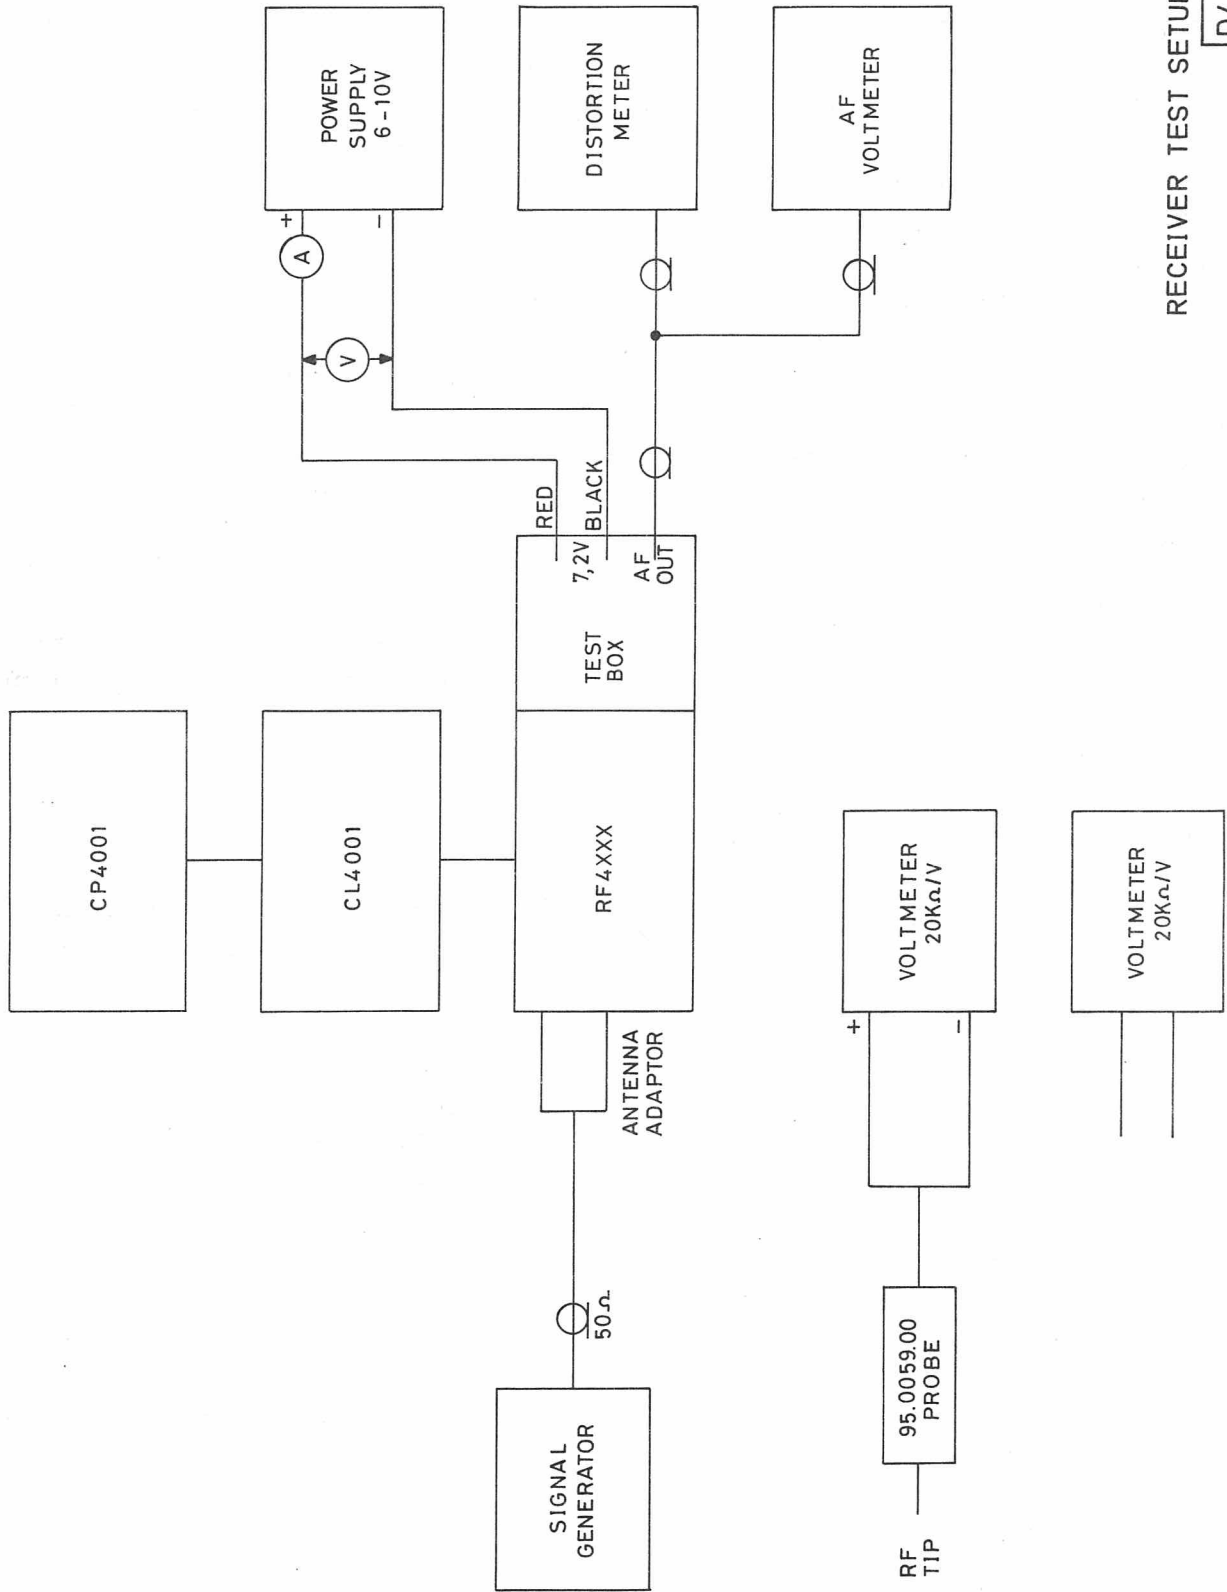 CP4001
CL4001
POWER
SUPPLY
6-10V
+
-
A
V
SIGNAL
GENERATOR
50Ω
ANTENNA
ADAPTOR
RF4XXX
TEST
BOX
RED
7,2V
BLACK
AF
OUT
DISTORTION
METER
AF
VOLTMETER
RF
TIP
95.0059.00
PROBE
+
-
VOLTMETER
20KΩ/V
VOLTMETER
20KΩ/V
RECEIVER TEST SETUP